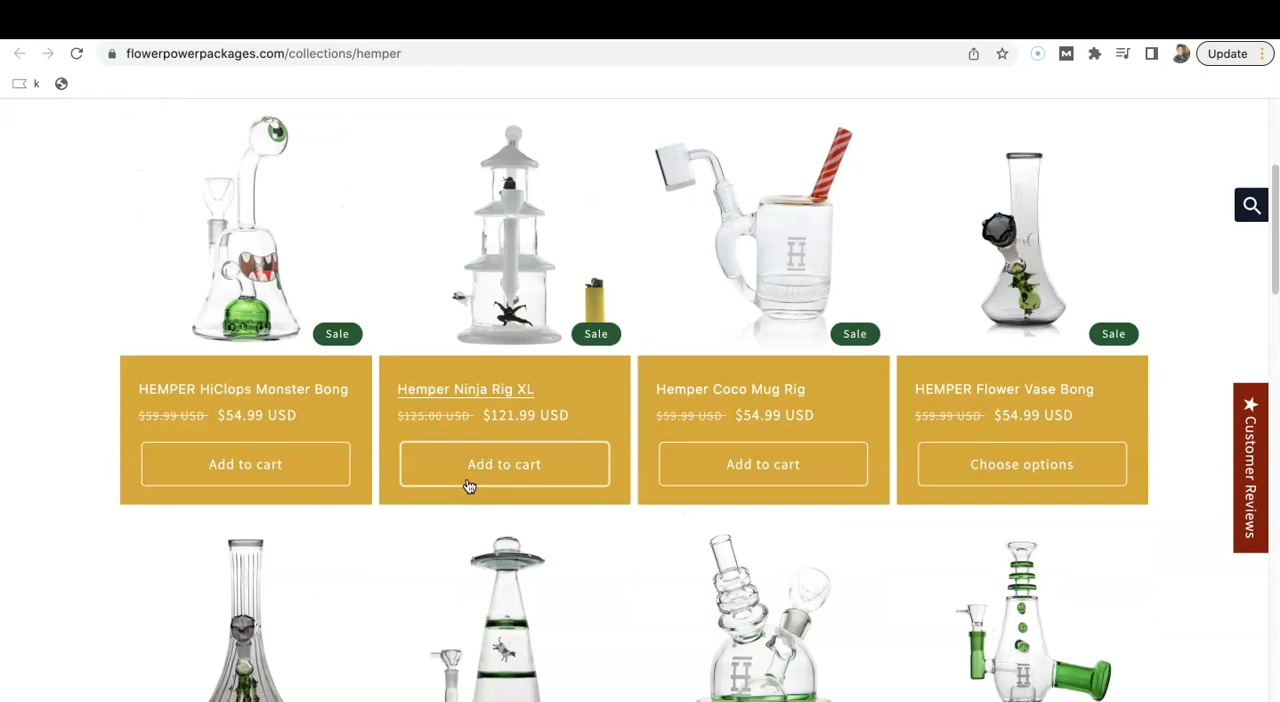 flowerpowerpackages.com/collections/hemper
Update
k
Sale
Sale
Sale
Sale
HEMPER HiClops Monster Bong
$59.99 USD $54.99 USD
Add to cart
Hemper Ninja Rig XL
$125.00 USD $121.99 USD
Add to cart
Hemper Coco Mug Rig
$59.99 USD $54.99 USD
Add to cart
HEMPER Flower Vase Bong
$59.99 USD $54.99 USD
Choose options
★ Customer Reviews